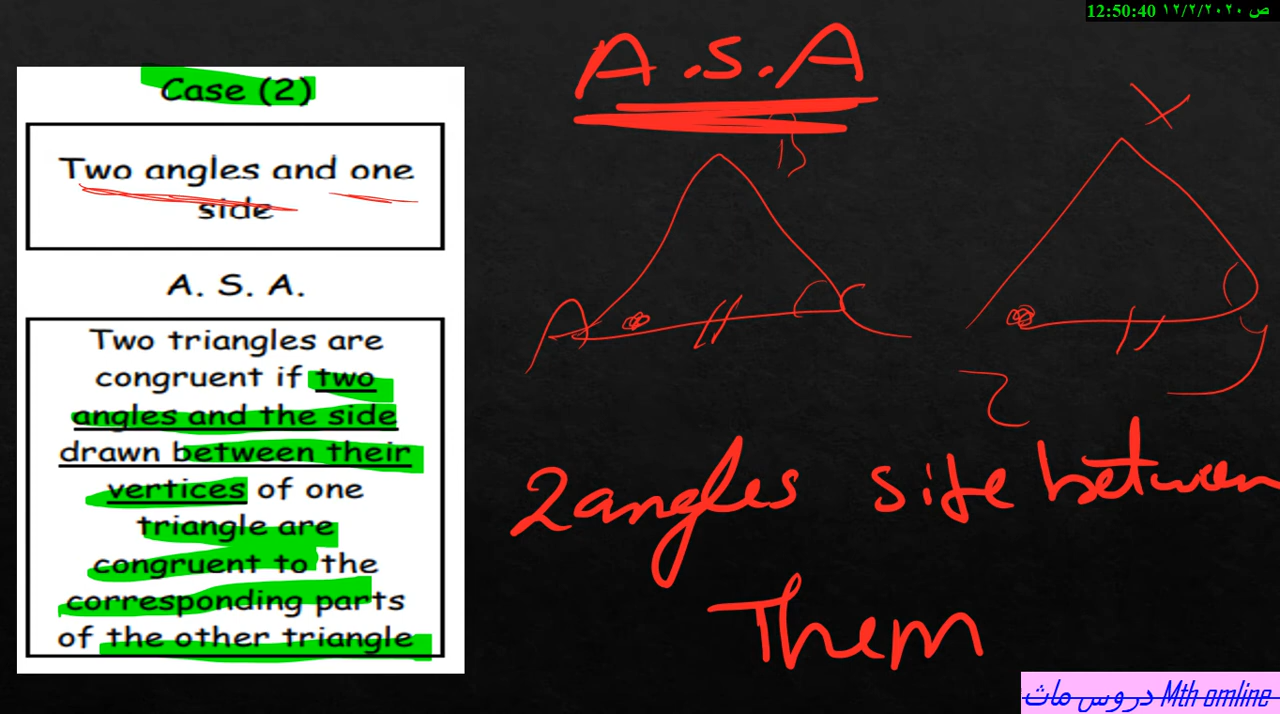 12:50:40 ١٢/٢/٢٠٢٠ ص
Case (2)
Two angles and one
side
A. S. A.
Two triangles are
congruent if two
angles and the side
drawn between their
vertices of one
triangle are
congruent to the
corresponding parts
of the other triangle
A.S.A
B
A
C
X
Z
y
2 angles side between
Them
دروس ماث Mth omline